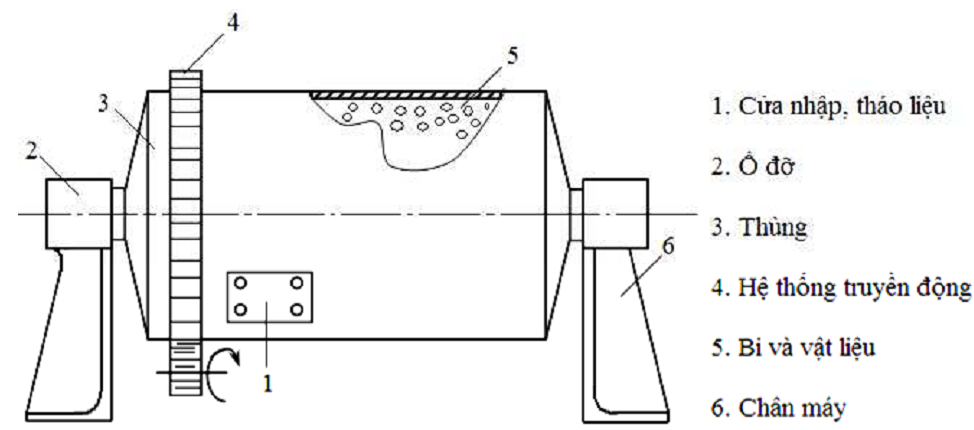 4
5
3
2
6
1
1. Cửa nhập, tháo liệu
2. Ổ đỡ
3. Thùng
4. Hệ thống truyền động
5. Bi và vật liệu
6. Chân máy